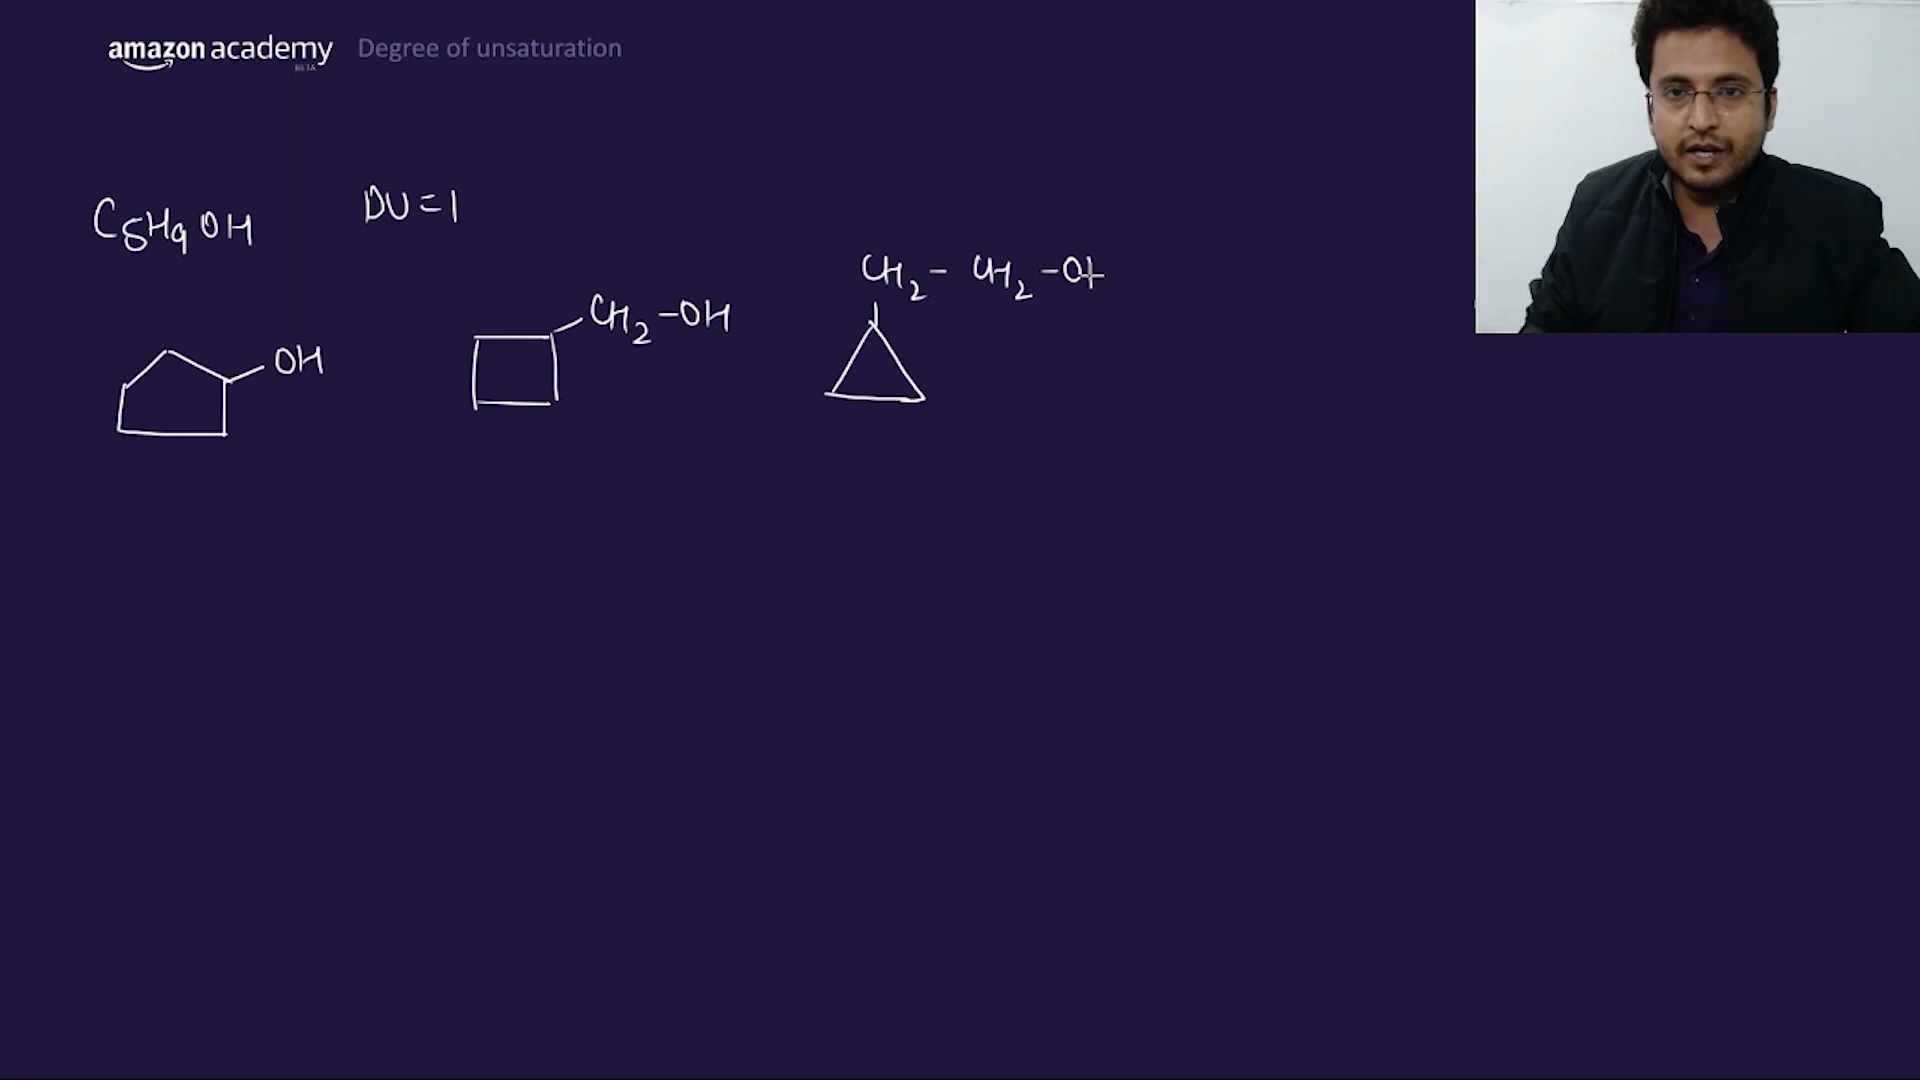 amazon academy
BETA
Degree of unsaturation
C5H9OH
DU = 1
CH2 - CH2 - OH
CH2 - OH
OH